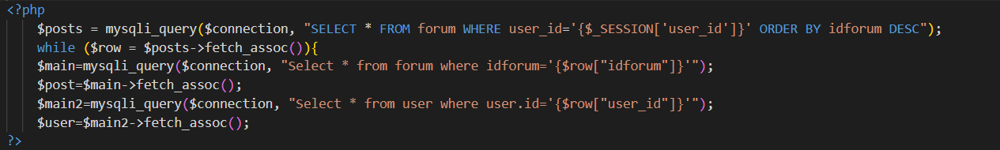 <?php
$posts = mysqli_query($connection, "SELECT * FROM forum WHERE user_id='{$_SESSION['user_id']}' ORDER BY idforum DESC");
while ($row = $posts->fetch_assoc()){
$main=mysqli_query($connection, "Select * from forum where idforum='{$row["idforum"]}'");
$post=$main->fetch_assoc();
$main2=mysqli_query($connection, "Select * from user where user.id='{$row["user_id"]}'");
$user=$main2->fetch_assoc();
?>